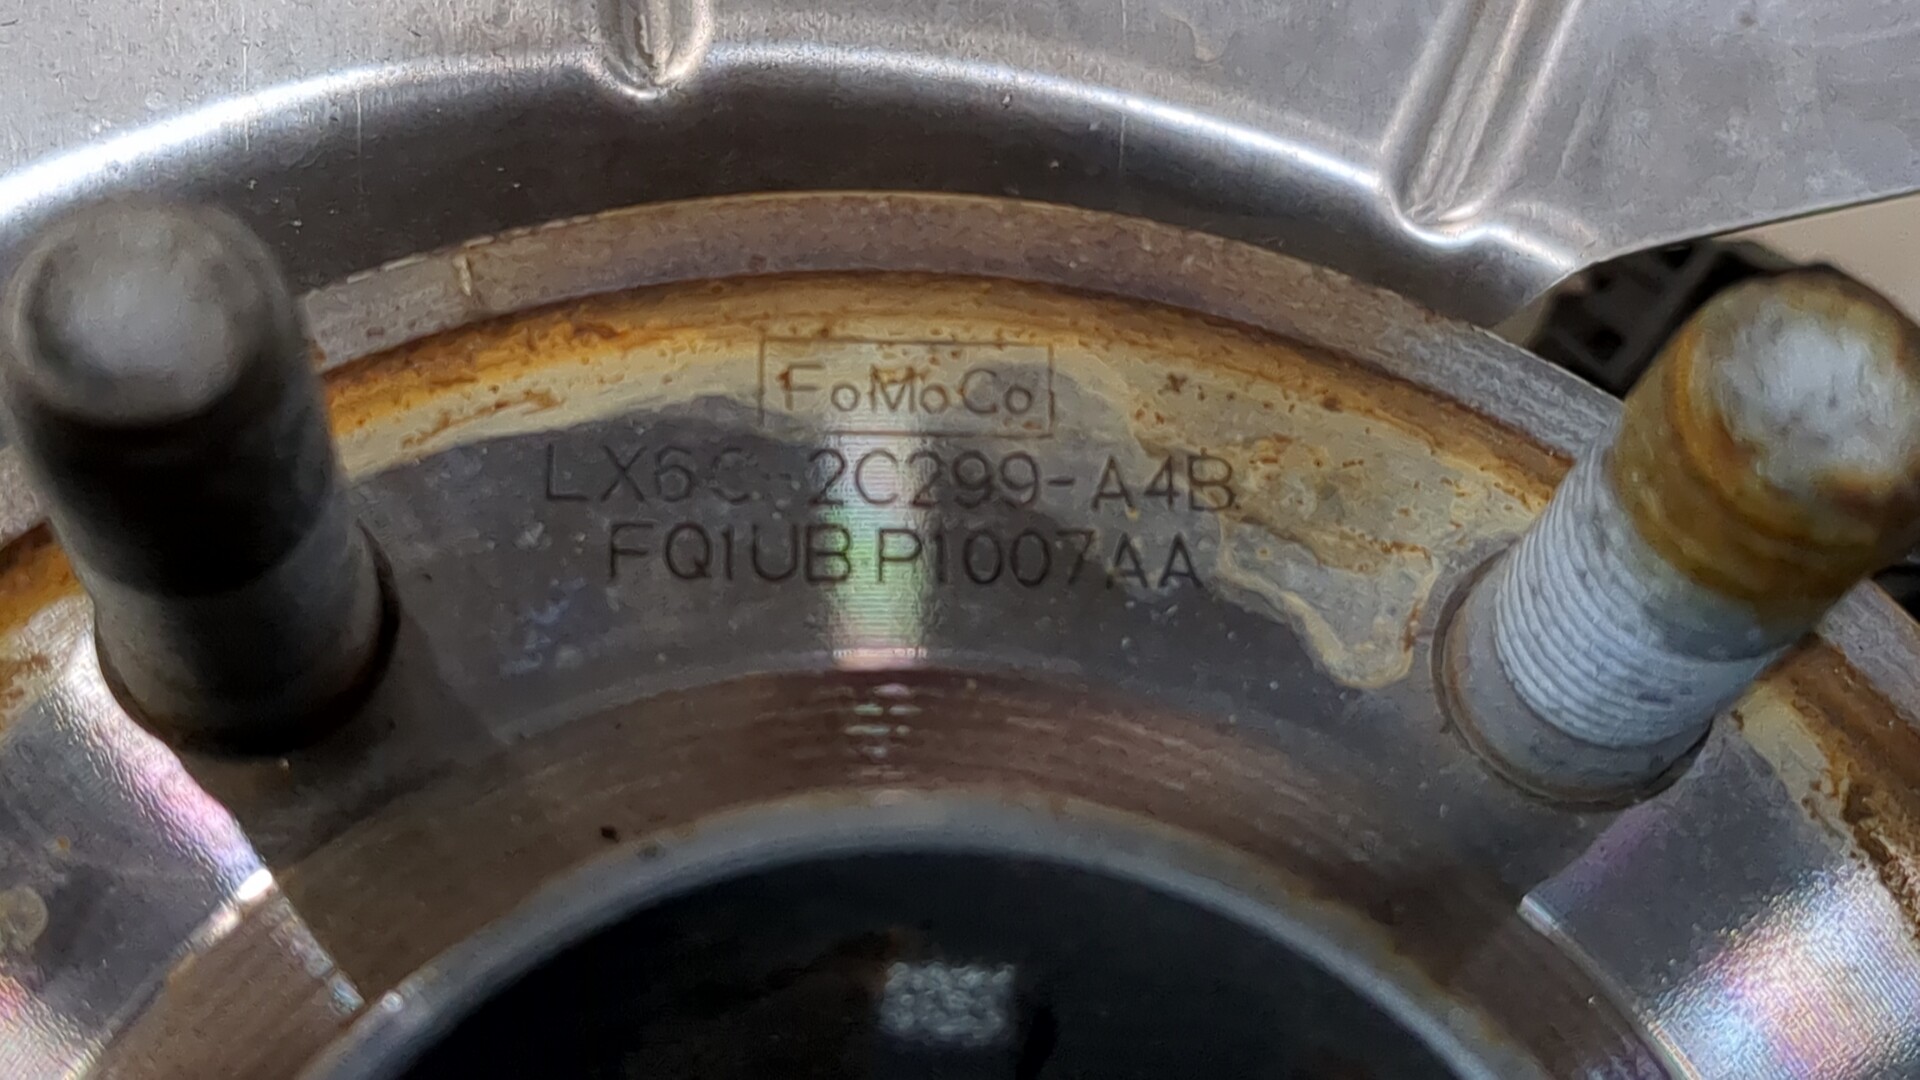 FoMoCo
LX6C-2C299-A4B
FQ1UB P1007AA